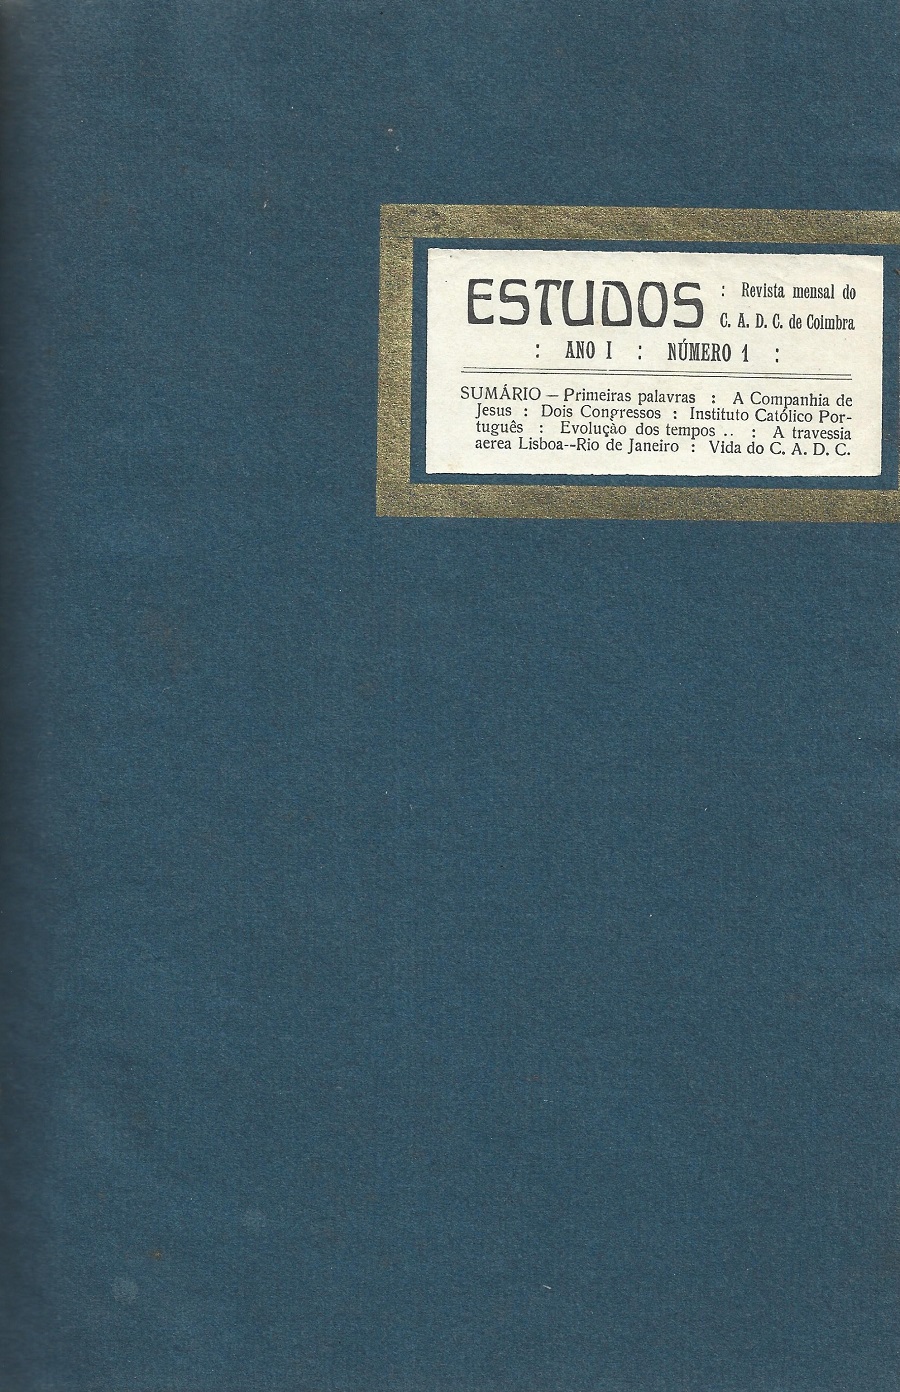 ESTUDOS : Revista mensal do
C. A. D. C. de Coimbra
: ANO I : NÚMERO 1 :
SUMÁRIO — Primeiras palavras : A Companhia de
Jesus : Dois Congressos : Instituto Católico Por-
tuguês : Evolução dos tempos .. : A travessia
aerea Lisboa--Rio de Janeiro : Vida do C. A. D. C.